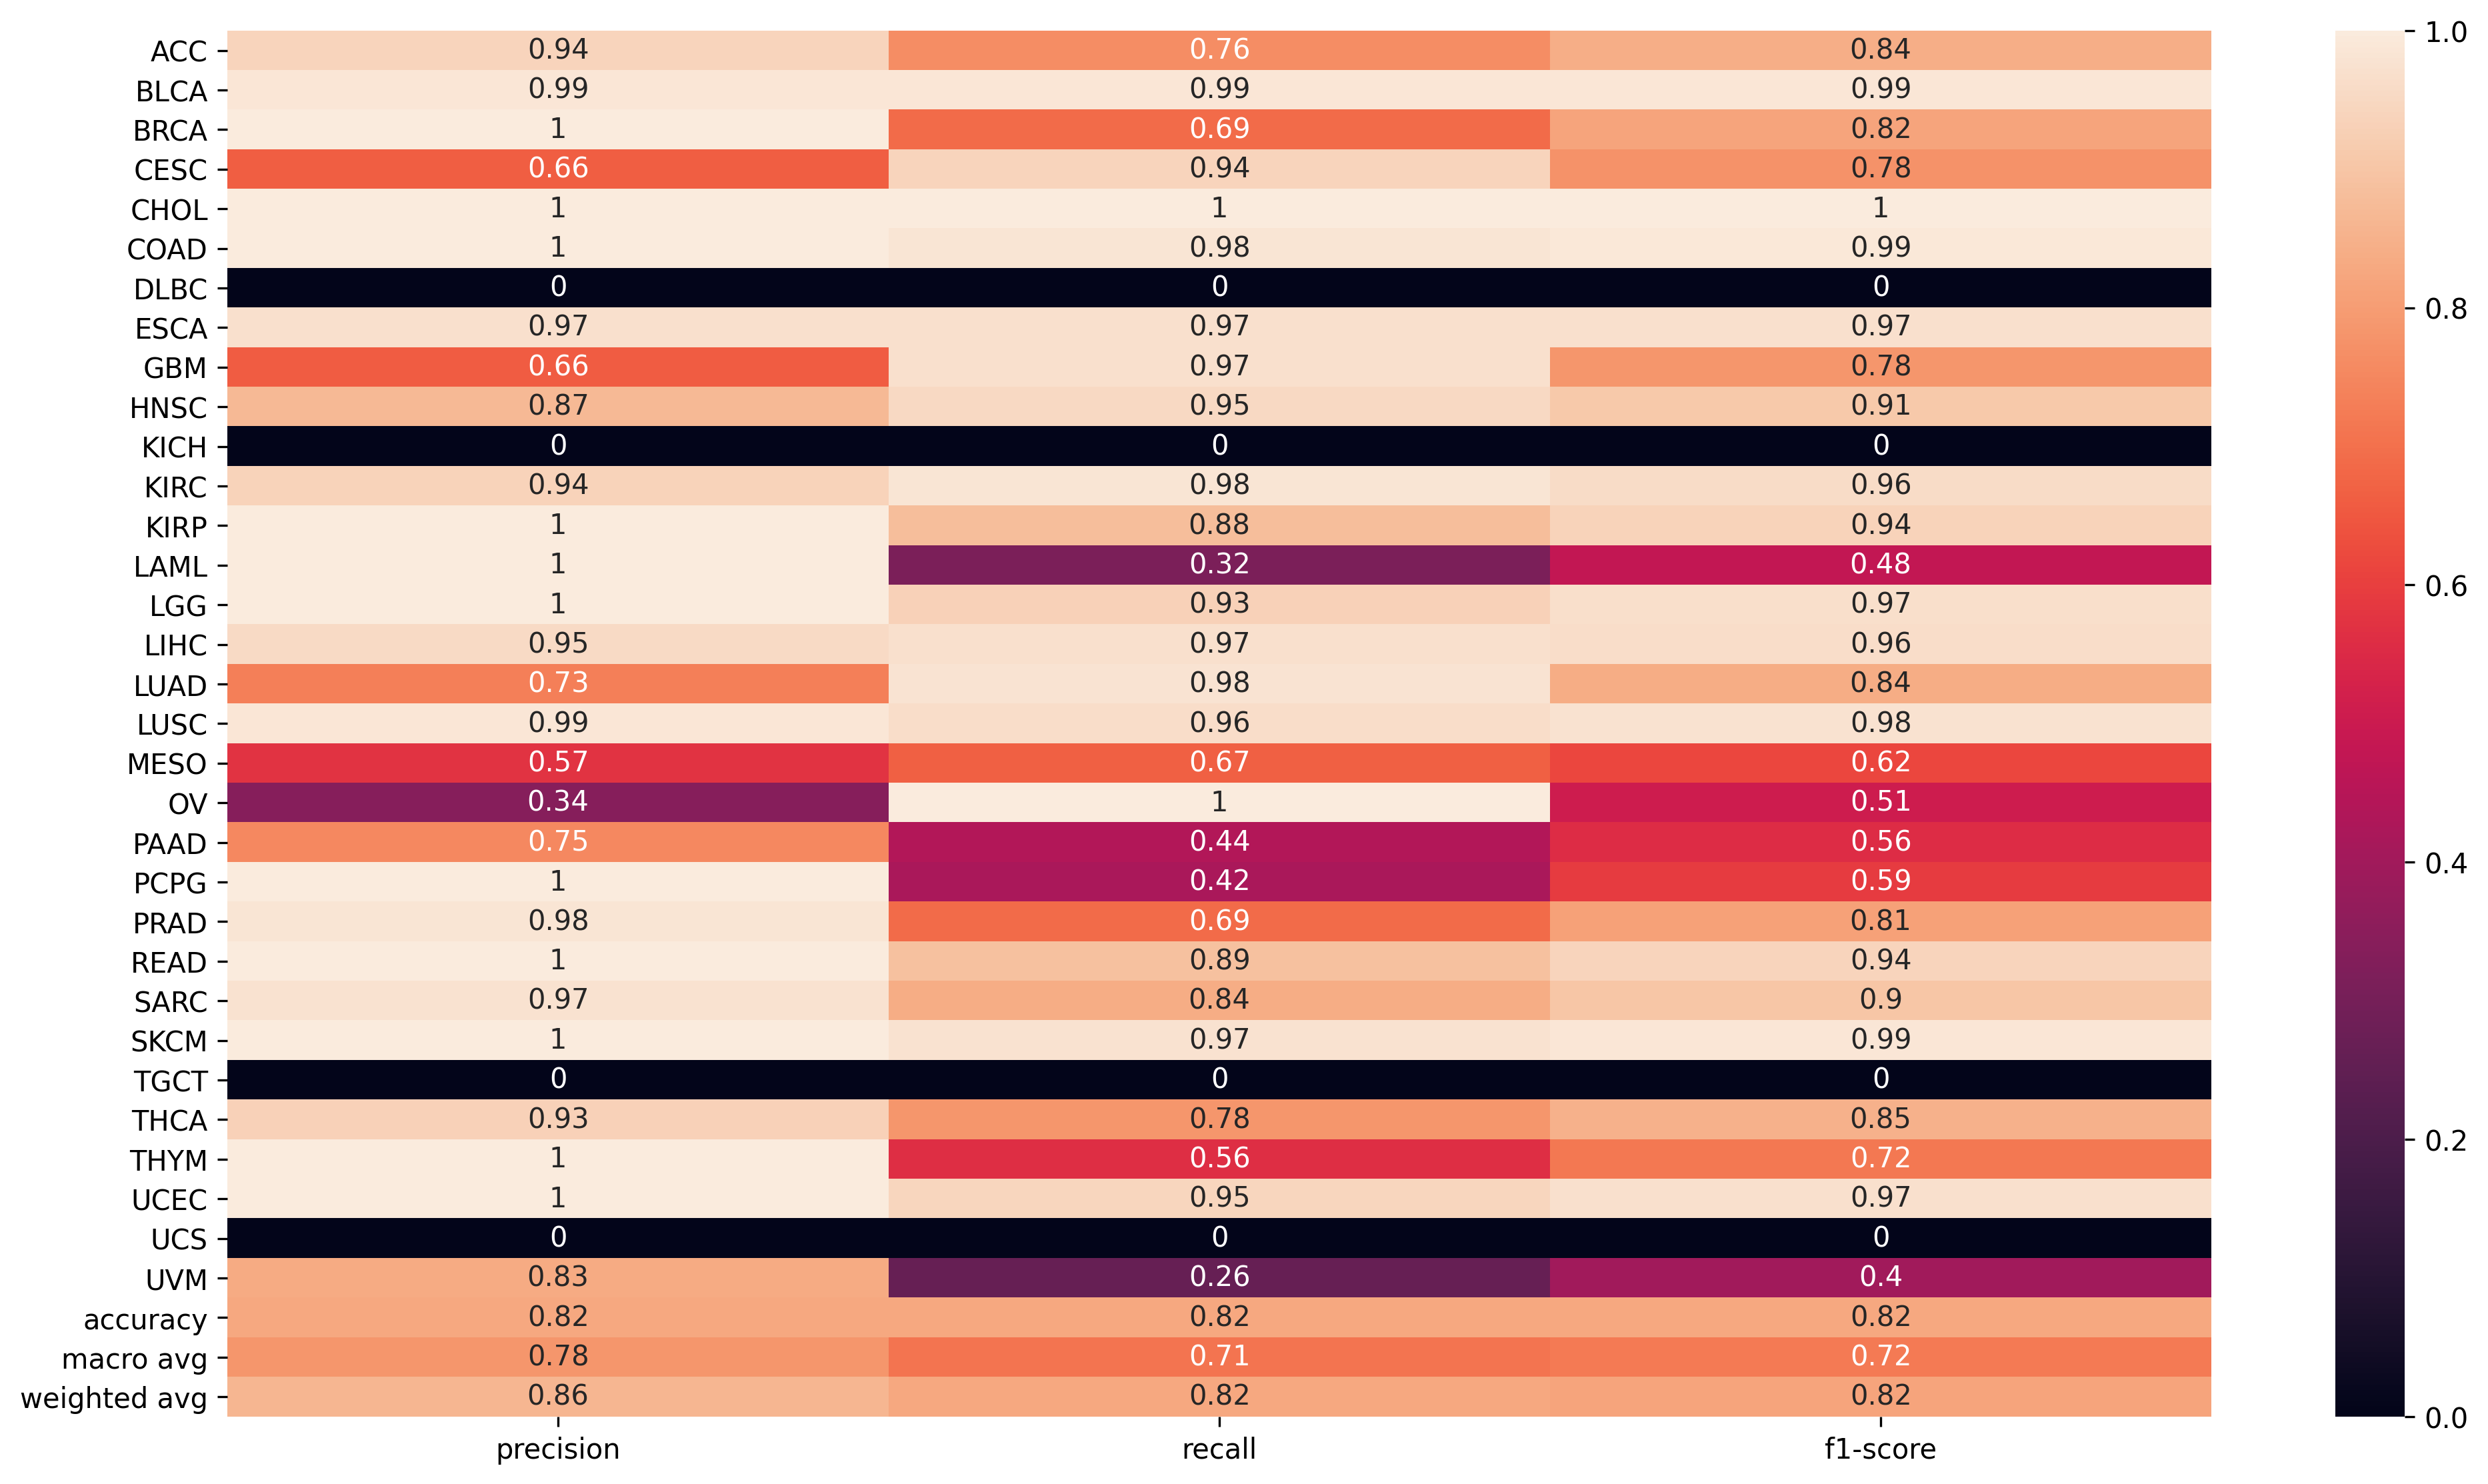 ACC 0.94 0.76 0.84 1.0
BLCA 0.99 0.99 0.99
BRCA 1 0.69 0.82
CESC 0.66 0.94 0.78
CHOL 1 1 1
COAD 1 0.98 0.99
DLBC 0 0 0
ESCA 0.97 0.97 0.97 0.8
GBM 0.66 0.97 0.78
HNSC 0.87 0.95 0.91
KICH 0 0 0
KIRC 0.94 0.98 0.96
KIRP 1 0.88 0.94
LAML 1 0.32 0.48 0.6
LGG 1 0.93 0.97
LIHC 0.95 0.97 0.96
LUAD 0.73 0.98 0.84
LUSC 0.99 0.96 0.98
MESO 0.57 0.67 0.62
OV 0.34 1 0.51
PAAD 0.75 0.44 0.56 0.4
PCPG 1 0.42 0.59
PRAD 0.98 0.69 0.81
READ 1 0.89 0.94
SARC 0.97 0.84 0.9
SKCM 1 0.97 0.99
TGCT 0 0 0
THCA 0.93 0.78 0.85 0.2
THYM 1 0.56 0.72
UCEC 1 0.95 0.97
UCS 0 0 0
UVM 0.83 0.26 0.4
accuracy 0.82 0.82 0.82
macro avg 0.78 0.71 0.72
weighted avg 0.86 0.82 0.82 0.0
precision recall f1-score